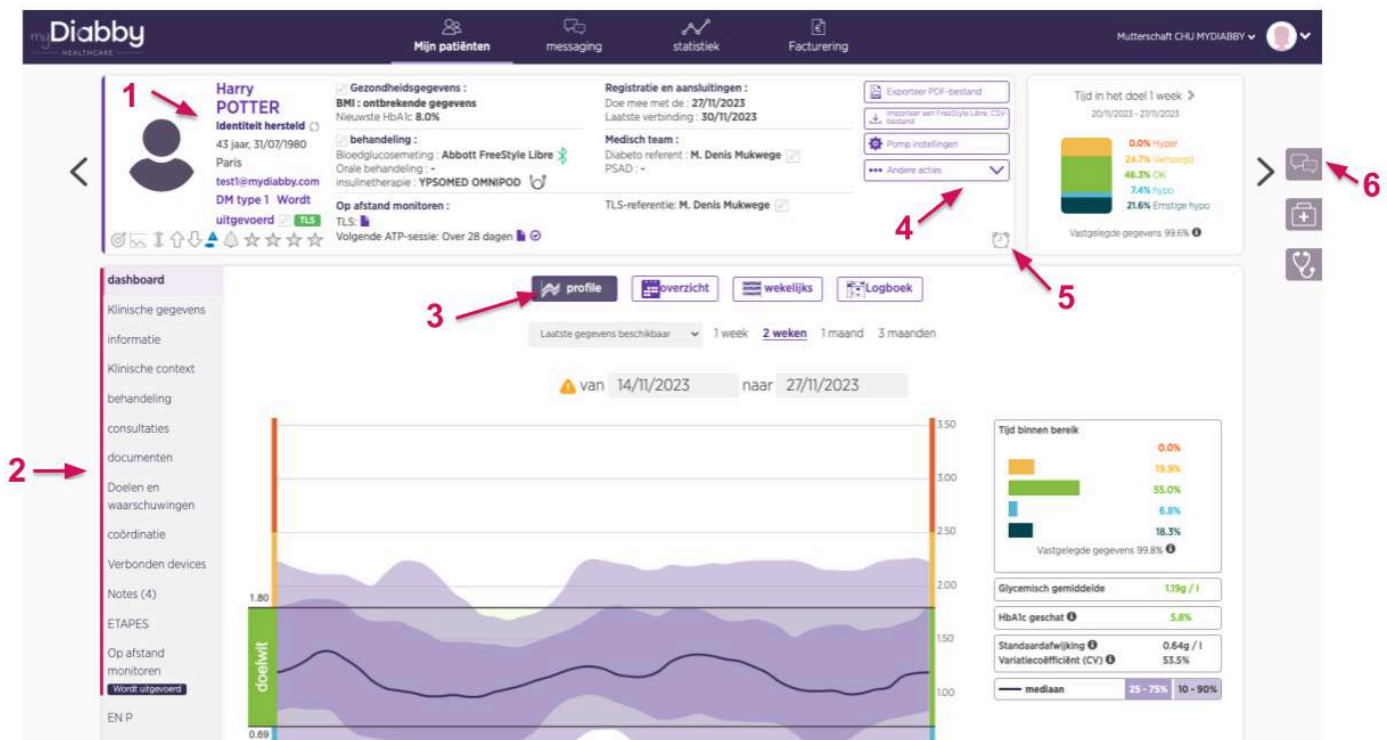 myDiabby
HEALTHCARE
Mijn patiënten
messaging
statistiek
Facturering
Mutterschaft CHU MYDIABBY
6
1
Harry
POTTER
Identiteit hersteld
43 jaar, 31/07/1980
Paris
test1@mydiabby.com
DM type 1 Wordt
uitgevoerd TLS
Gezondheidsgegevens :
BMI : ontbrekende gegevens
Nieuwste HbA1c 8.0%
behandeling :
Bloedglucosemeting : Abbott FreeStyle Libre
Orale behandeling : -
insulinetherapie : YPSOMED OMNIPOD
Op afstand monitoren :
TLS:
Volgende ATP-sessie: Over 28 dagen
Registratie en aansluitingen :
Doe mee met de : 27/11/2023
Laatste verbinding : 30/11/2023
Medisch team :
Diabeto referent : M. Denis Mukwege
PSAD : -
TLS-referentie: M. Denis Mukwege
Exporteer PDF-bestand
Importeer een FreeStyle Libre .CSV-
bestand
Pomp instellingen
Andere acties
4
5
Tijd in het doel 1 week
20/11/2023 - 27/11/2023
0.0% Hyper
24.7% Verhoogd
46.3% OK
7.4% hypo
21.6% Ernstige hypo
Vastgelegde gegevens 99.6%
2
dashboard
Klinische gegevens
informatie
Klinische context
behandeling
consultaties
documenten
Doelen en
waarschuwingen
coördinatie
Verbonden devices
Notes (4)
ETAPES
Op afstand
monitoren
Wordt uitgevoerd
EN P
3
profile
overzicht
wekelijks
Logboek
Laatste gegevens beschikbaar
1 week
2 weken
1 maand
3 maanden
van 14/11/2023 naar 27/11/2023
3.50
3.00
2.50
2.00
1.50
1.00
1.80
doelwit
0.69
Tijd binnen bereik
0.0%
19.9%
55.0%
6.8%
18.3%
Vastgelegde gegevens 99.8%
Glycemisch gemiddelde 1.19g / l
HbA1c geschat 5.8%
Standaardafwijking 0.64g / l
Variatiecoëfficiënt (CV) 53.5%
mediaan 25 - 75% 10 - 90%